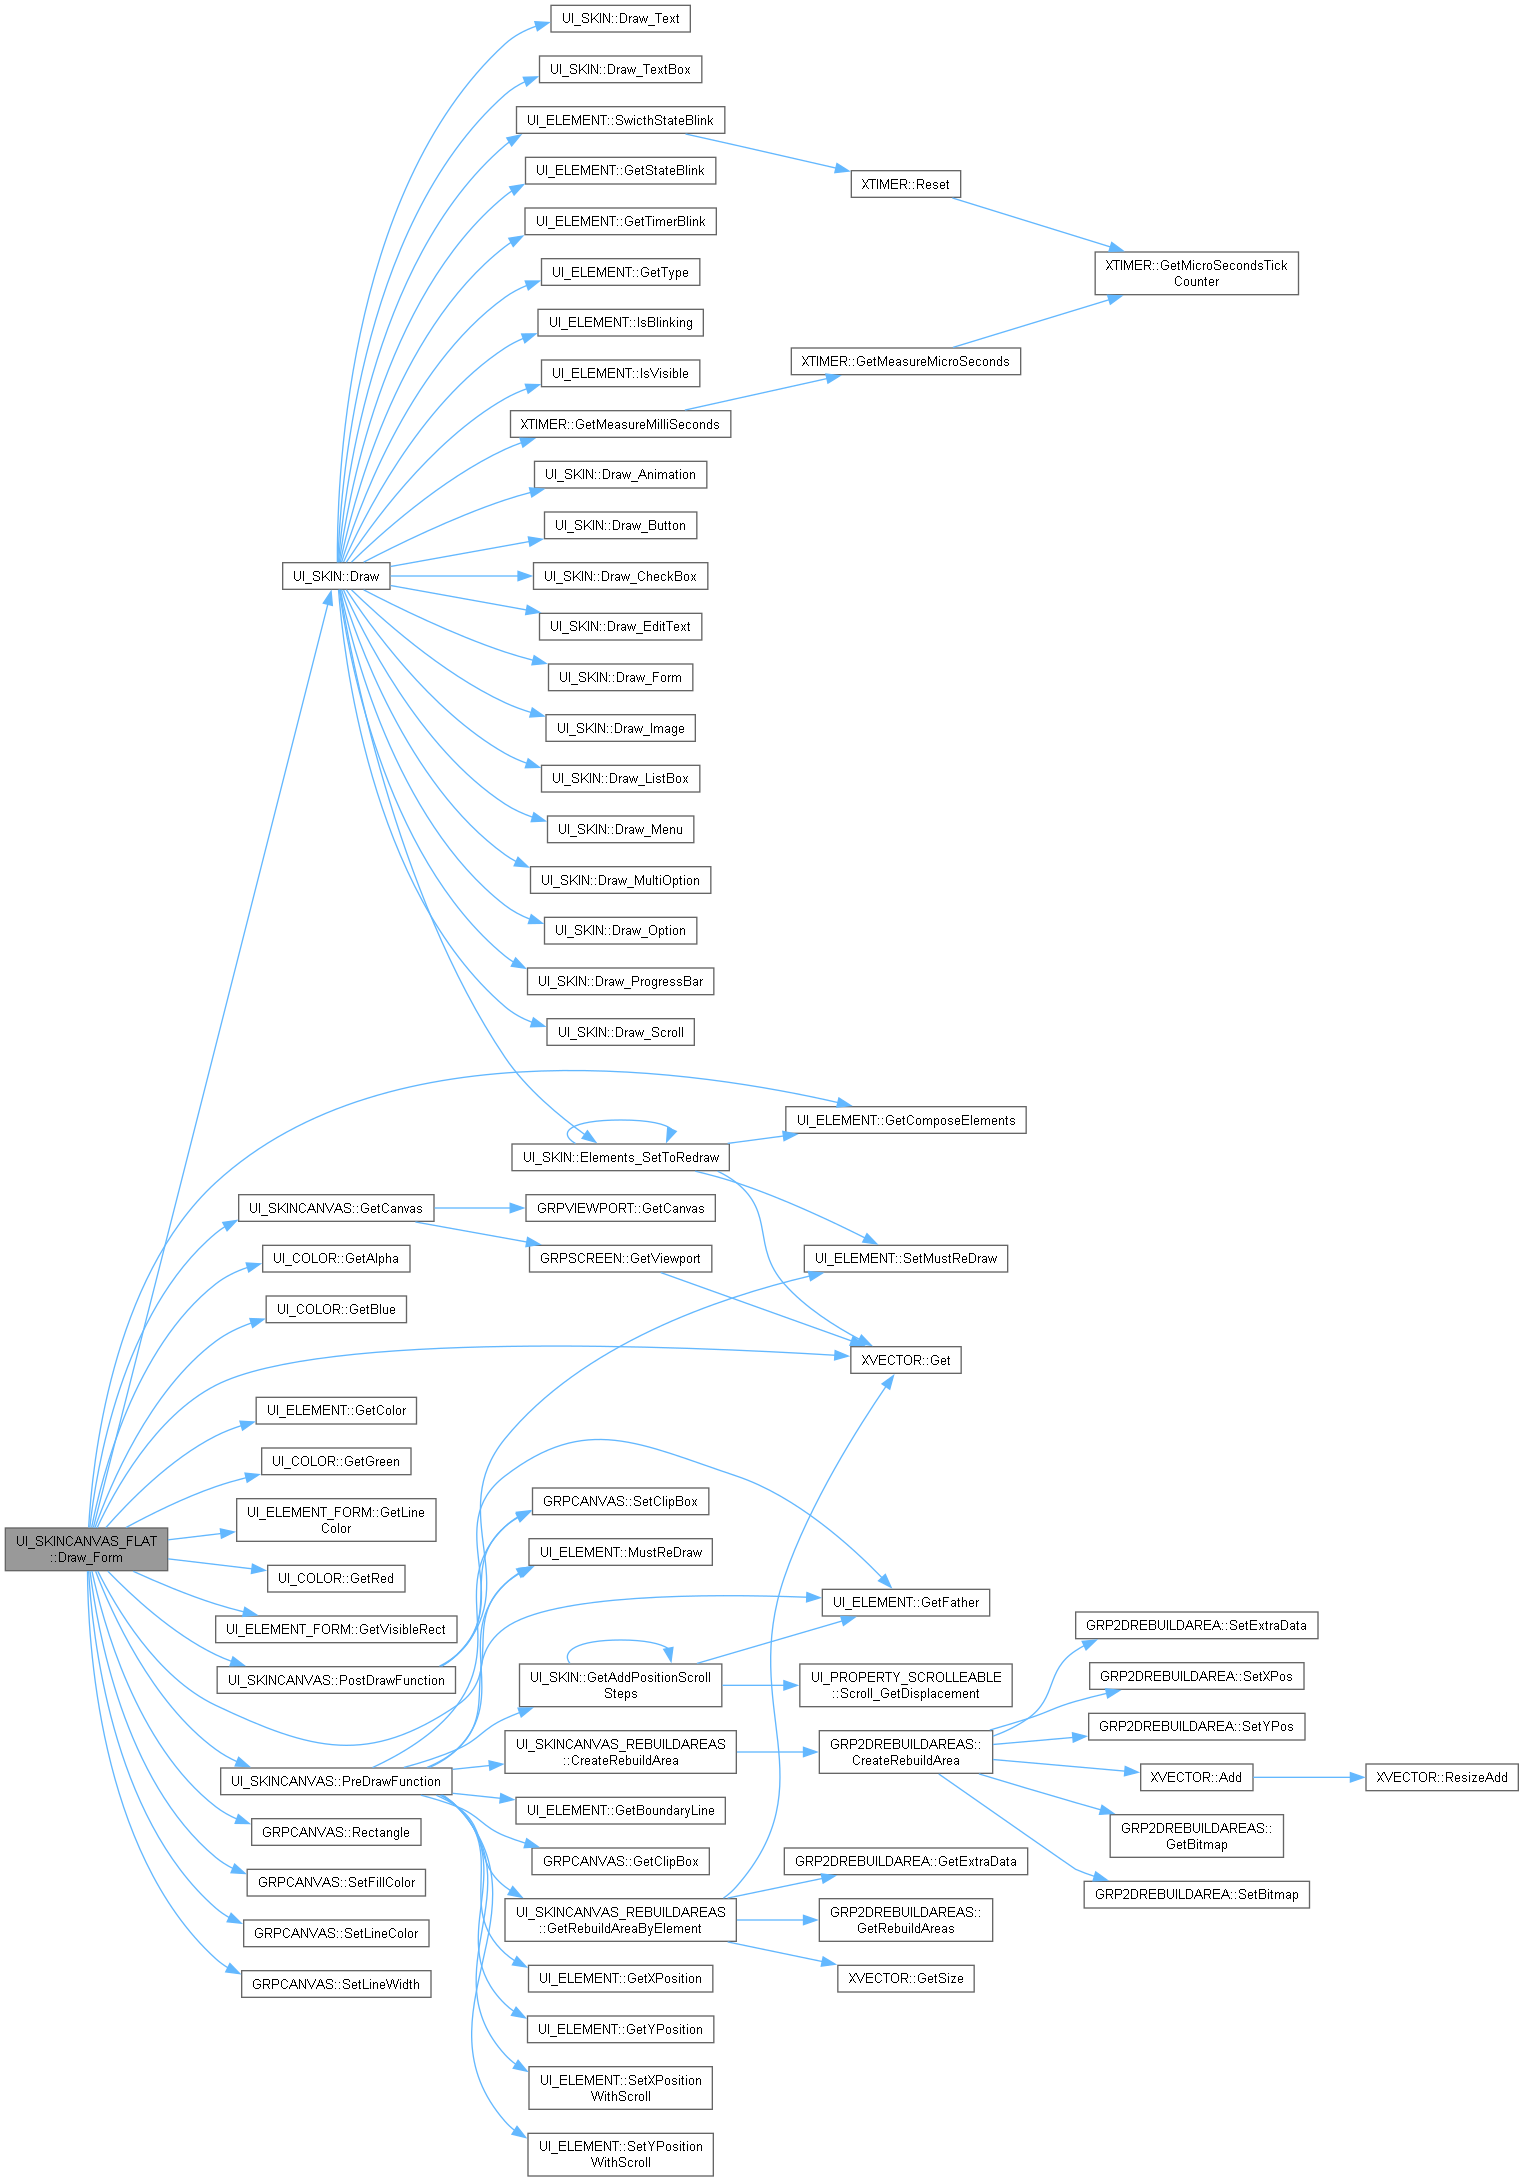 UI_SKIN::Draw_Text
UI_SKIN::Draw_TextBox
UI_ELEMENT::SwicthStateBlink
UI_ELEMENT::GetStateBlink
XTIMER::Reset
UI_ELEMENT::GetTimerBlink
UI_ELEMENT::GetType
XTIMER::GetMicroSecondsTick
Counter
UI_ELEMENT::IsBlinking
UI_ELEMENT::IsVisible
XTIMER::GetMeasureMicroSeconds
XTIMER::GetMeasureMilliSeconds
UI_SKIN::Draw_Animation
UI_SKIN::Draw_Button
UI_SKIN::Draw
UI_SKIN::Draw_CheckBox
UI_SKIN::Draw_EditText
UI_SKIN::Draw_Form
UI_SKIN::Draw_Image
UI_SKIN::Draw_ListBox
UI_SKIN::Draw_Menu
UI_SKIN::Draw_MultiOption
UI_SKIN::Draw_Option
UI_SKIN::Draw_ProgressBar
UI_SKIN::Draw_Scroll
UI_ELEMENT::GetComposeElements
UI_SKIN::Elements_SetToRedraw
UI_SKINCANVAS::GetCanvas
GRPVIEWPORT::GetCanvas
UI_COLOR::GetAlpha
GRPSCREEN::GetViewport
UI_ELEMENT::SetMustReDraw
UI_COLOR::GetBlue
XVECTOR::Get
UI_ELEMENT::GetColor
UI_COLOR::GetGreen
UI_ELEMENT_FORM::GetLine
Color
GRPCANVAS::SetClipBox
UI_SKINCANVAS_FLAT
::Draw_Form
UI_ELEMENT::MustReDraw
UI_COLOR::GetRed
UI_ELEMENT::GetFather
UI_ELEMENT_FORM::GetVisibleRect
GRP2DREBUILDAREA::SetExtraData
UI_SKINCANVAS::PostDrawFunction
UI_SKIN::GetAddPositionScroll
Steps
UI_PROPERTY_SCROLLEABLE
::Scroll_GetDisplacement
GRP2DREBUILDAREA::SetXPos
GRP2DREBUILDAREA::SetYPos
UI_SKINCANVAS_REBUILDAREAS
::CreateRebuildArea
GRP2DREBUILDAREAS::
CreateRebuildArea
UI_SKINCANVAS::PreDrawFunction
XVECTOR::Add
XVECTOR::ResizeAdd
UI_ELEMENT::GetBoundaryLine
GRPCANVAS::Rectangle
GRP2DREBUILDAREAS::
GetBitmap
GRPCANVAS::GetClipBox
GRP2DREBUILDAREA::GetExtraData
GRPCANVAS::SetFillColor
GRP2DREBUILDAREA::SetBitmap
UI_SKINCANVAS_REBUILDAREAS
::GetRebuildAreaByElement
GRP2DREBUILDAREAS::
GetRebuildAreas
GRPCANVAS::SetLineColor
UI_ELEMENT::GetXPosition
XVECTOR::GetSize
GRPCANVAS::SetLineWidth
UI_ELEMENT::GetYPosition
UI_ELEMENT::SetXPosition
WithScroll
UI_ELEMENT::SetYPosition
WithScroll